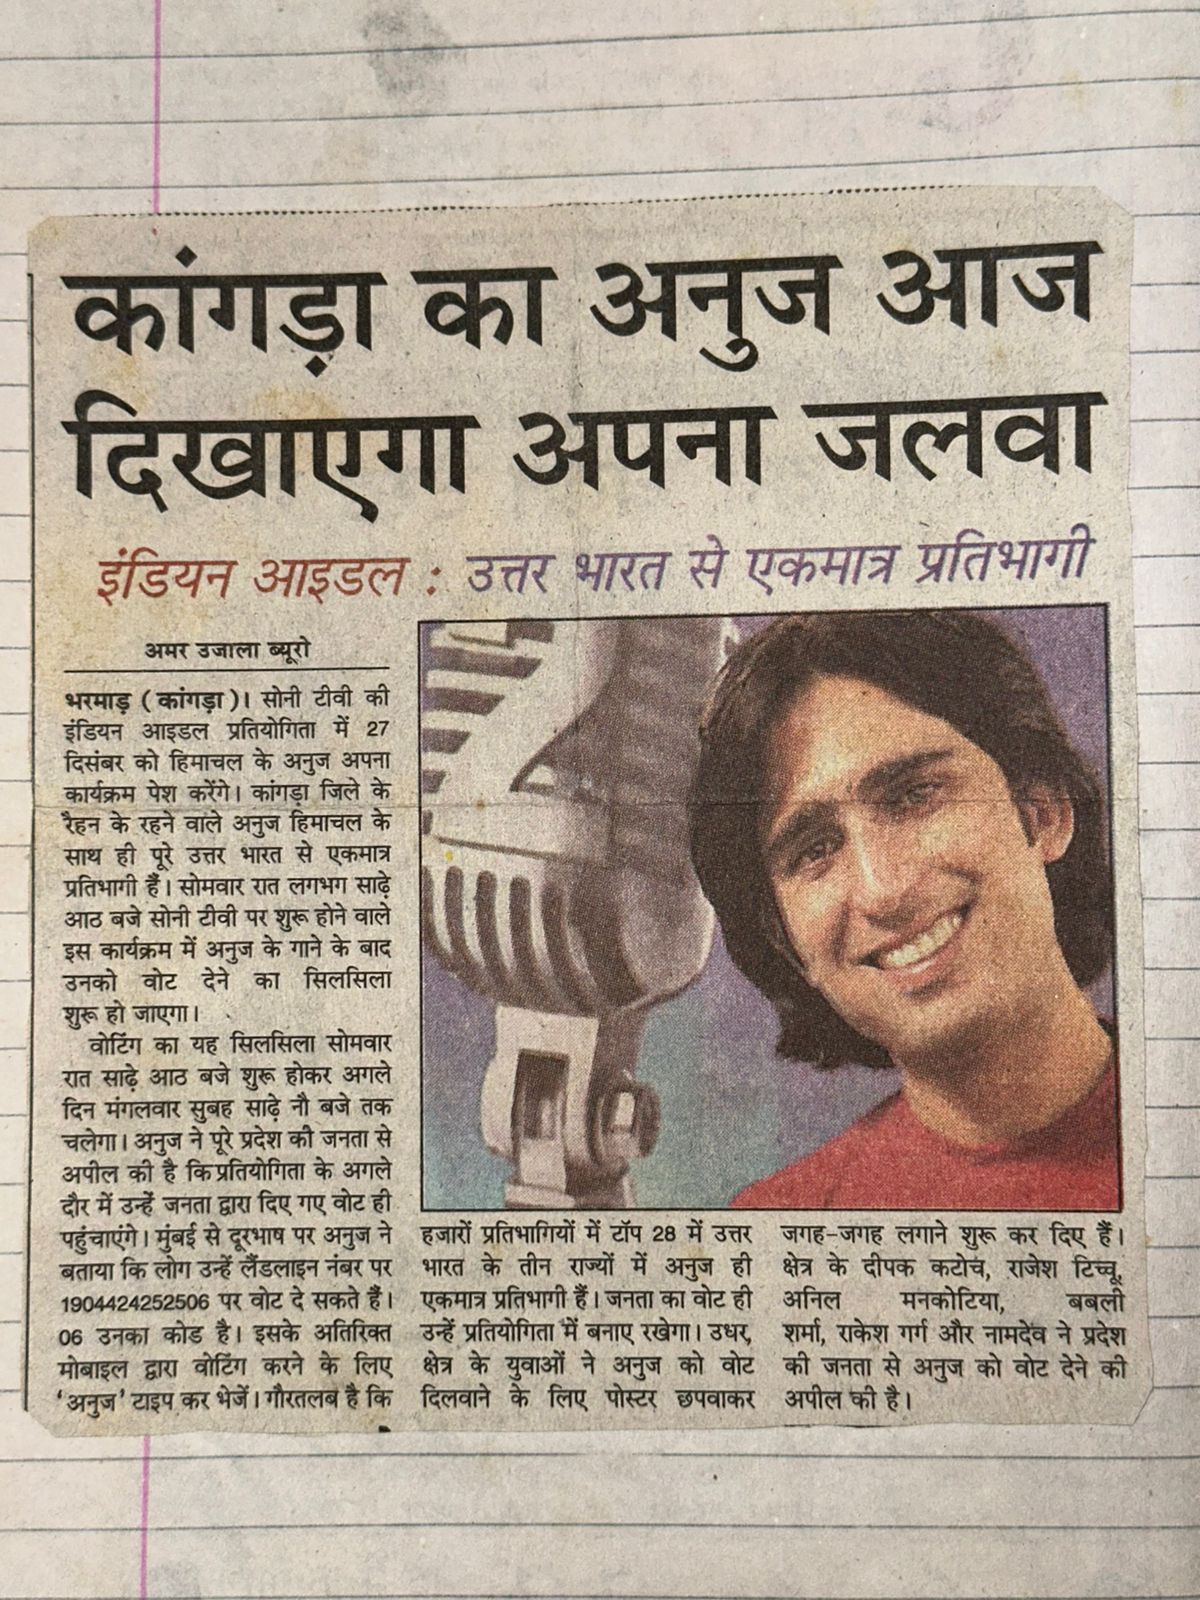 कांगड़ा का अनुज आज
दिखाएगा अपना जलवा
इंडियन आइडल : उत्तर भारत से एकमात्र प्रतिभागी
अमर उजाला ब्यूरो
भरमाड़ (कांगड़ा)। सोनी टीवी की
इंडियन आइडल प्रतियोगिता में 27
दिसंबर को हिमाचल के अनुज अपना
कार्यक्रम पेश करेंगे। कांगड़ा जिले के
रैहन के रहने वाले अनुज हिमाचल के
साथ ही पूरे उत्तर भारत से एकमात्र
प्रतिभागी हैं। सोमवार रात लगभग साढ़े
आठ बजे सोनी टीवी पर शुरू होने वाले
इस कार्यक्रम में अनुज के गाने के बाद
उनको वोट देने का सिलसिला
शुरू हो जाएगा।
वोटिंग का यह सिलसिला सोमवार
रात साढ़े आठ बजे शुरू होकर अगले
दिन मंगलवार सुबह साढ़े नौ बजे तक
चलेगा। अनुज ने पूरे प्रदेश की जनता से
अपील की है कि प्रतियोगिता के अगले
दौर में उन्हें जनता द्वारा दिए गए वोट ही
पहुंचाएंगे। मुंबई से दूरभाष पर अनुज ने
बताया कि लोग उन्हें लैंडलाइन नंबर पर
1904424252506 पर वोट दे सकते हैं।
06 उनका कोड है। इसके अतिरिक्त
मोबाइल द्वारा वोटिंग करने के लिए
‘अनुज’ टाइप कर भेजें। गौरतलब है कि
हजारों प्रतिभागियों में टॉप 28 में उत्तर
भारत के तीन राज्यों में अनुज ही
एकमात्र प्रतिभागी हैं। जनता का वोट ही
उन्हें प्रतियोगिता में बनाए रखेगा। उधर,
क्षेत्र के युवाओं ने अनुज को वोट
दिलवाने के लिए पोस्टर छपवाकर
जगह-जगह लगाने शुरू कर दिए हैं।
क्षेत्र के दीपक कटोच, राजेश टिच्चू,
अनिल मनकोटिया, बबली
शर्मा, राकेश गर्ग और नामदेव ने प्रदेश
की जनता से अनुज को वोट देने की
अपील की है।